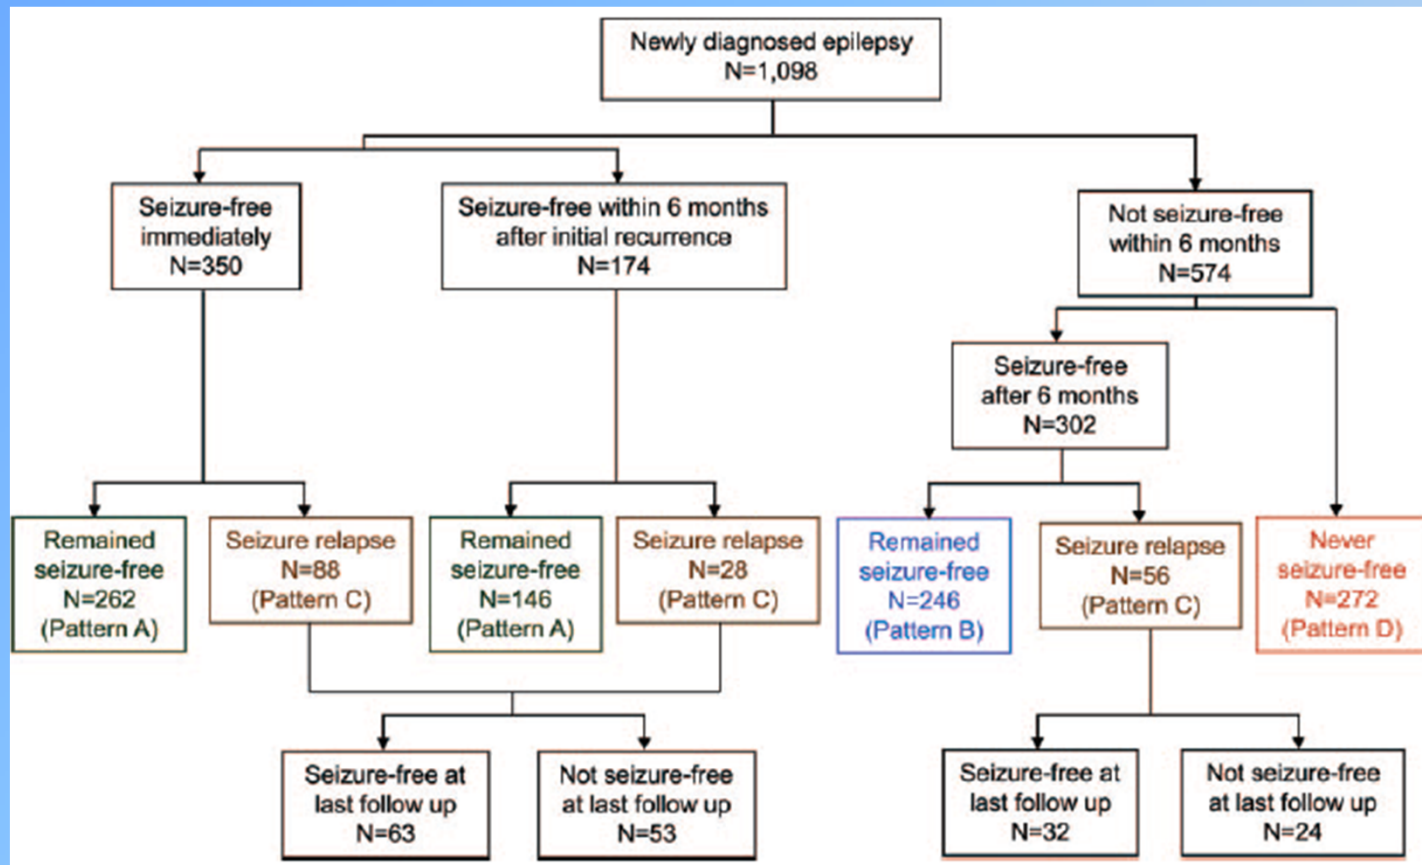 Newly diagnosed epilepsy
N=1,098
Seizure-free
immediately
N=350
Seizure-free within 6 months
after initial recurrence
N=174
Not seizure-free
within 6 months
N=574
Seizure-free
after 6 months
N=302
Remained
seizure-free
N=262
(Pattern A)
Seizure relapse
N=88
(Pattern C)
Remained
seizure-free
N=146
(Pattern A)
Seizure relapse
N=28
(Pattern C)
Remained
seizure-free
N=246
(Pattern B)
Seizure relapse
N=56
(Pattern C)
Never
seizure-free
N=272
(Pattern D)
Seizure-free at
last follow up
N=63
Not seizure-free
at last follow up
N=53
Seizure-free at
last follow up
N=32
Not seizure-free
at last follow up
N=24